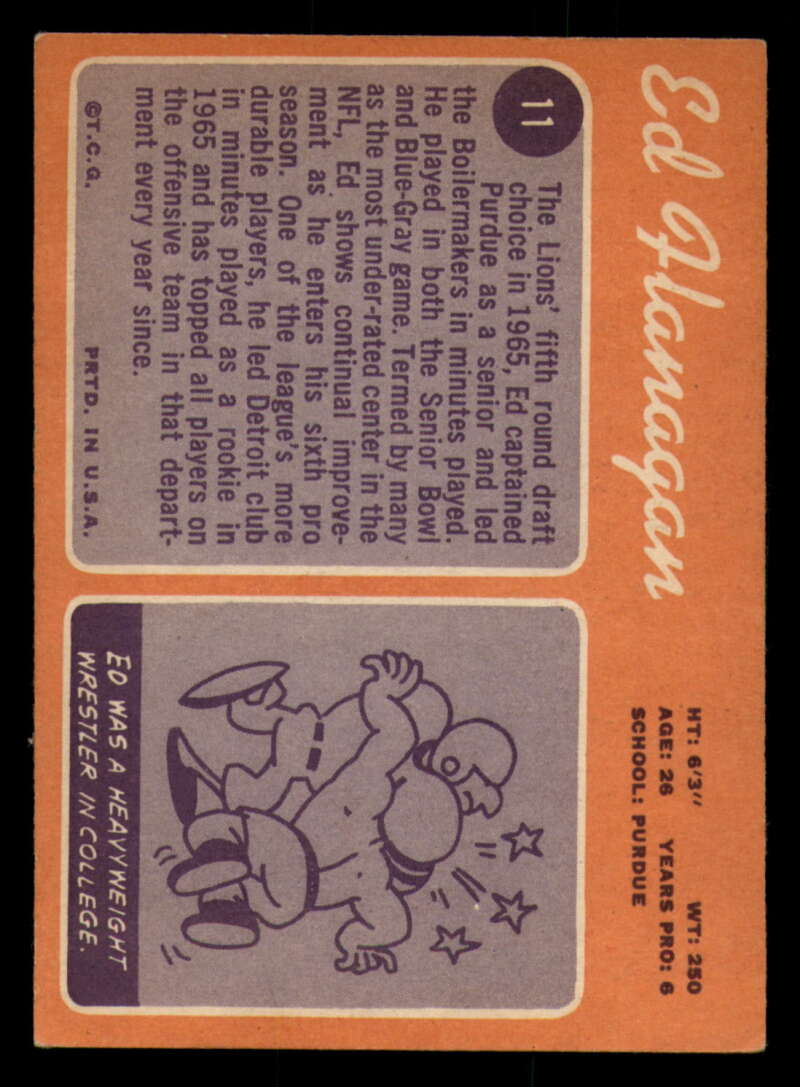 Ed Flanagan
HT: 6'3" WT: 250
AGE: 26 YEARS PRO: 6
SCHOOL: PURDUE
11
The Lions' fifth round draft
choice in 1965, Ed captained
Purdue as a senior and led
the Boilermakers in minutes played.
He played in both the Senior Bowl
and Blue-Gray game. Termed by many
as the most under-rated center in the
NFL, Ed shows continual improve-
ment as he enters his sixth pro
season. One of the league's more
durable players, he led Detroit club
in minutes played as a rookie in
1965 and has topped all players on
the offensive team in that depart-
ment every year since.
©T.C.G. PRTD. IN U.S.A.
ED WAS A HEAVYWEIGHT
WRESTLER IN COLLEGE.